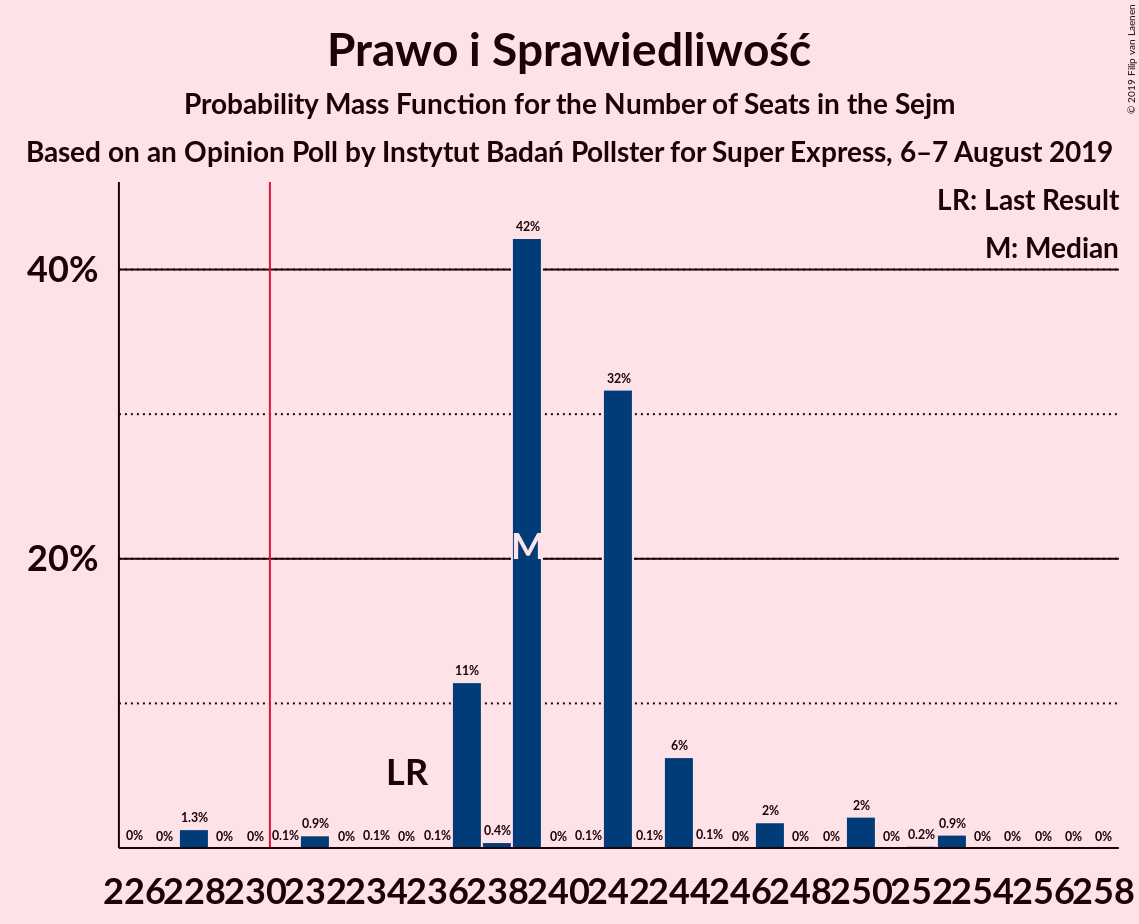 Prawo i Sprawiedliwość
Probability Mass Function for the Number of Seats in the Sejm
Based on an Opinion Poll by Instytut Badań Pollster for Super Express, 6–7 August 2019
© 2019 Filip van Laenen
LR: Last Result
M: Median
40%
20%
42%
32%
M
11%
6%
LR
0% 0% 1.3% 0% 0% 0.1% 0.9% 0% 0.1% 0% 0.1% 0.4% 0% 0.1% 0.1% 0.1% 0% 2% 0% 0% 2% 0% 0.2% 0.9% 0% 0% 0% 0% 0%
226 228 230 232 234 236 238 240 242 244 246 248 250 252 254 256 258